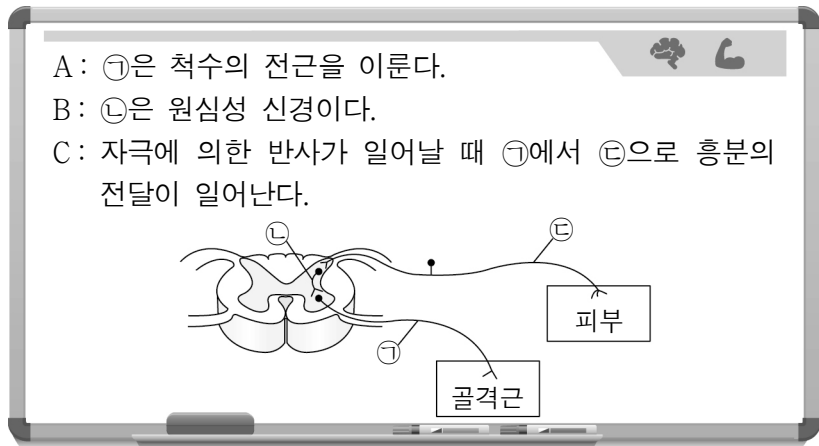 A: ㉠은 척수의 전근을 이룬다.
B: ㉡은 원심성 신경이다.
C: 자극에 의한 반사가 일어날 때 ㉠에서 ㉢으로 흥분의
전달이 일어난다.
㉡
㉢
피부
㉠
골격근